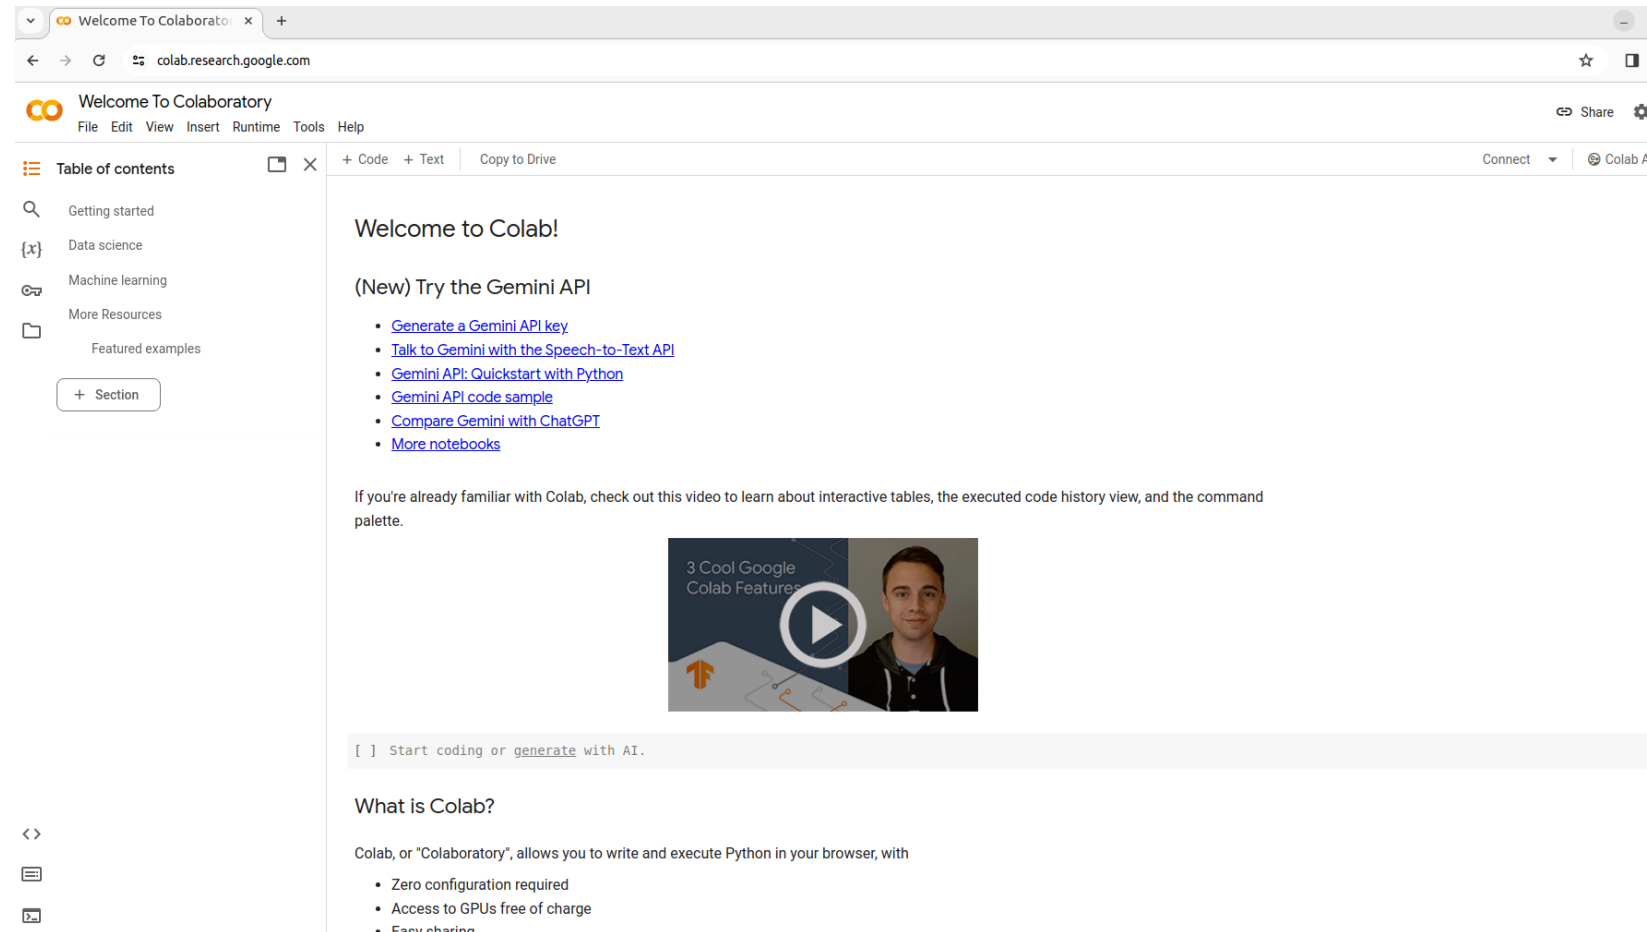 Welcome To Colaborato
colab.research.google.com
Welcome To Colaboratory
File Edit View Insert Runtime Tools Help
Share
Table of contents
+ Code + Text Copy to Drive
Connect
Colab A
Getting started
Data science
{x}
Machine learning
More Resources
Featured examples
+ Section
Welcome to Colab!
(New) Try the Gemini API
• Generate a Gemini API key
• Talk to Gemini with the Speech-to-Text API
• Gemini API: Quickstart with Python
• Gemini API code sample
• Compare Gemini with ChatGPT
• More notebooks
If you're already familiar with Colab, check out this video to learn about interactive tables, the executed code history view, and the command
palette.
3 Cool Google
Colab Features
[ ] Start coding or generate with AI.
What is Colab?
Colab, or "Colaboratory", allows you to write and execute Python in your browser, with
• Zero configuration required
• Access to GPUs free of charge
• Easy sharing